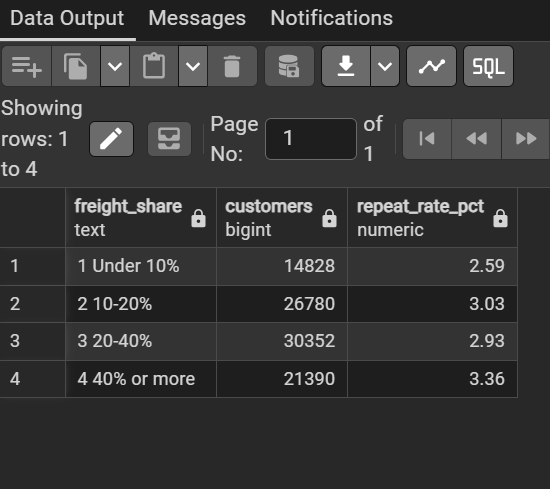 Data Output Messages Notifications
SQL
Showing rows: 1 to 4
Page No: 1 of 1
freight_share text customers bigint repeat_rate_pct numeric
1 1 Under 10% 14828 2.59
2 2 10-20% 26780 3.03
3 3 20-40% 30352 2.93
4 4 40% or more 21390 3.36